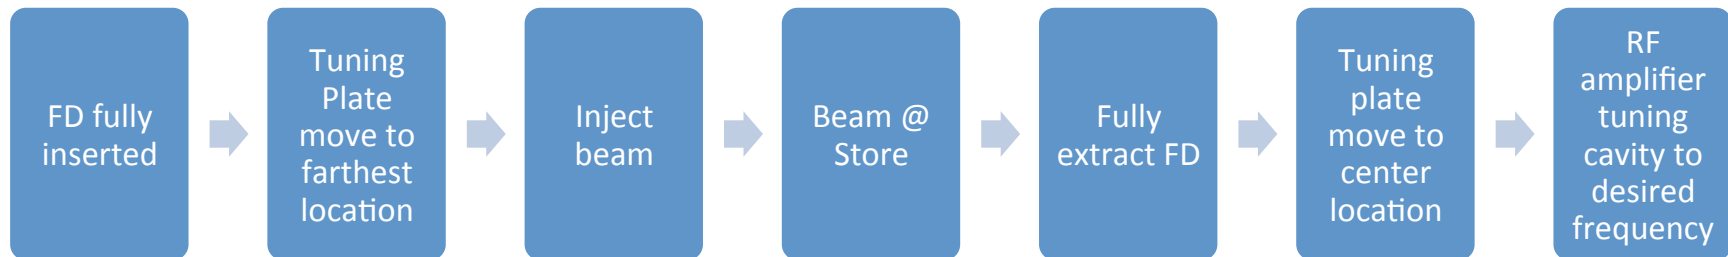 FD fully
inserted
Tuning
Plate
move to
farthest
location
Inject
beam
Beam @
Store
Fully
extract FD
Tuning
plate
move to
center
location
RF
amplifier
tuning
cavity to
desired
frequency